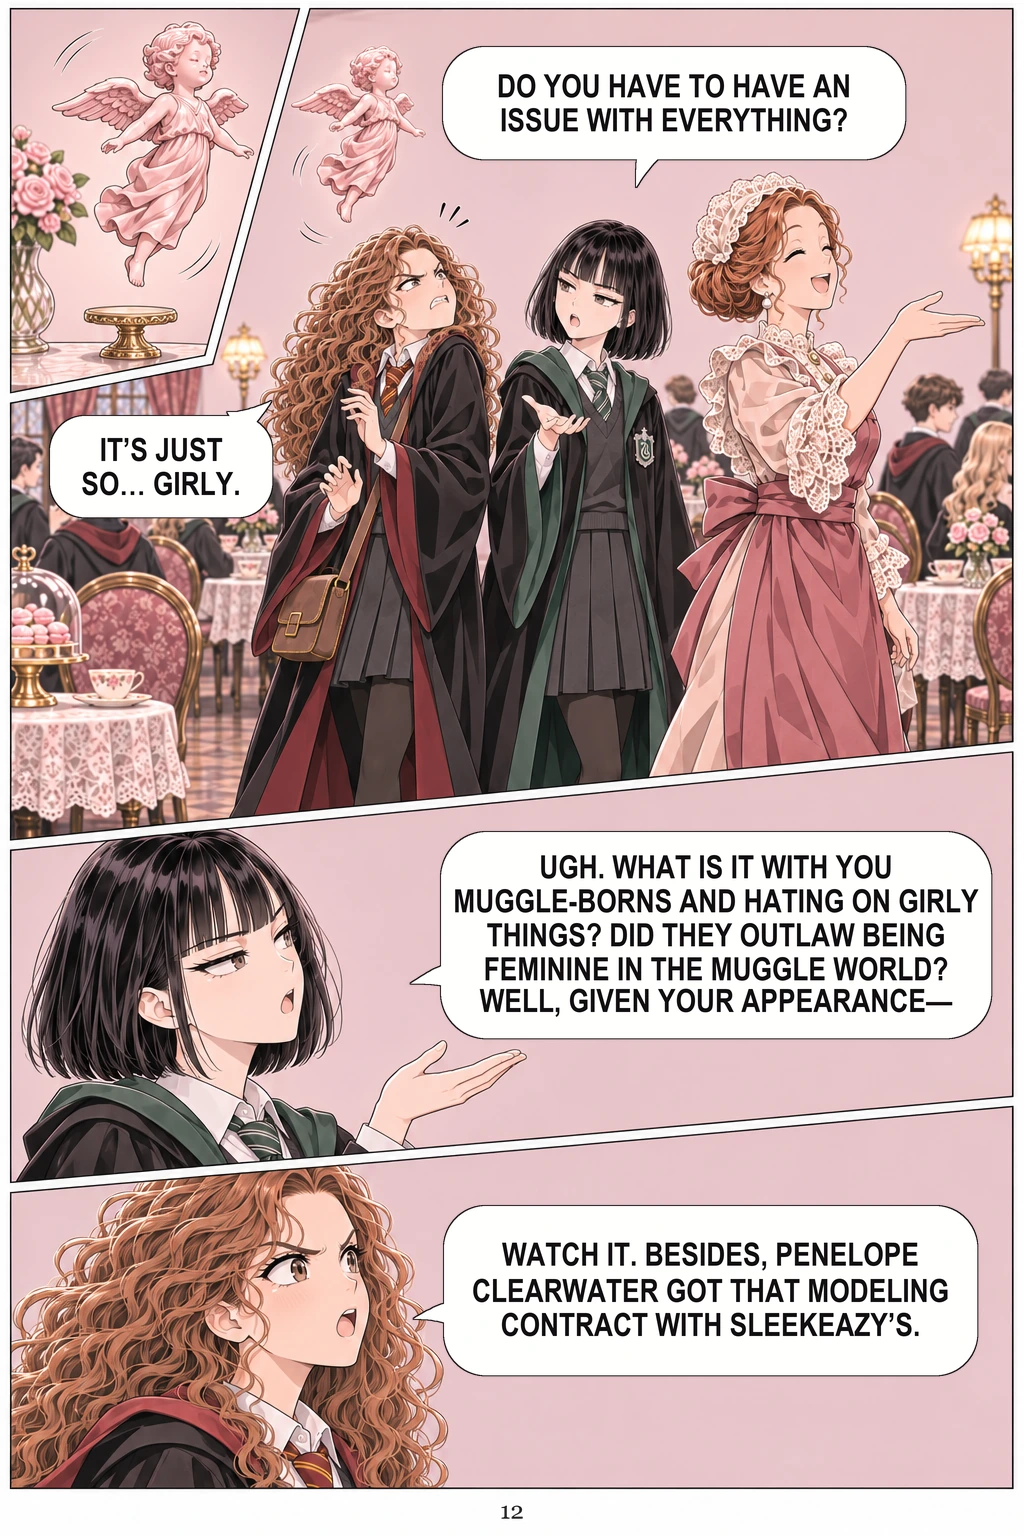 DO YOU HAVE TO HAVE AN
ISSUE WITH EVERYTHING?
IT'S JUST
SO... GIRLY.
UGH. WHAT IS IT WITH YOU
MUGGLE-BORNS AND HATING ON GIRLY
THINGS? DID THEY OUTLAW BEING
FEMININE IN THE MUGGLE WORLD?
WELL, GIVEN YOUR APPEARANCE—
WATCH IT. BESIDES, PENELOPE
CLEARWATER GOT THAT MODELING
CONTRACT WITH SLEEKEAZY'S.
12